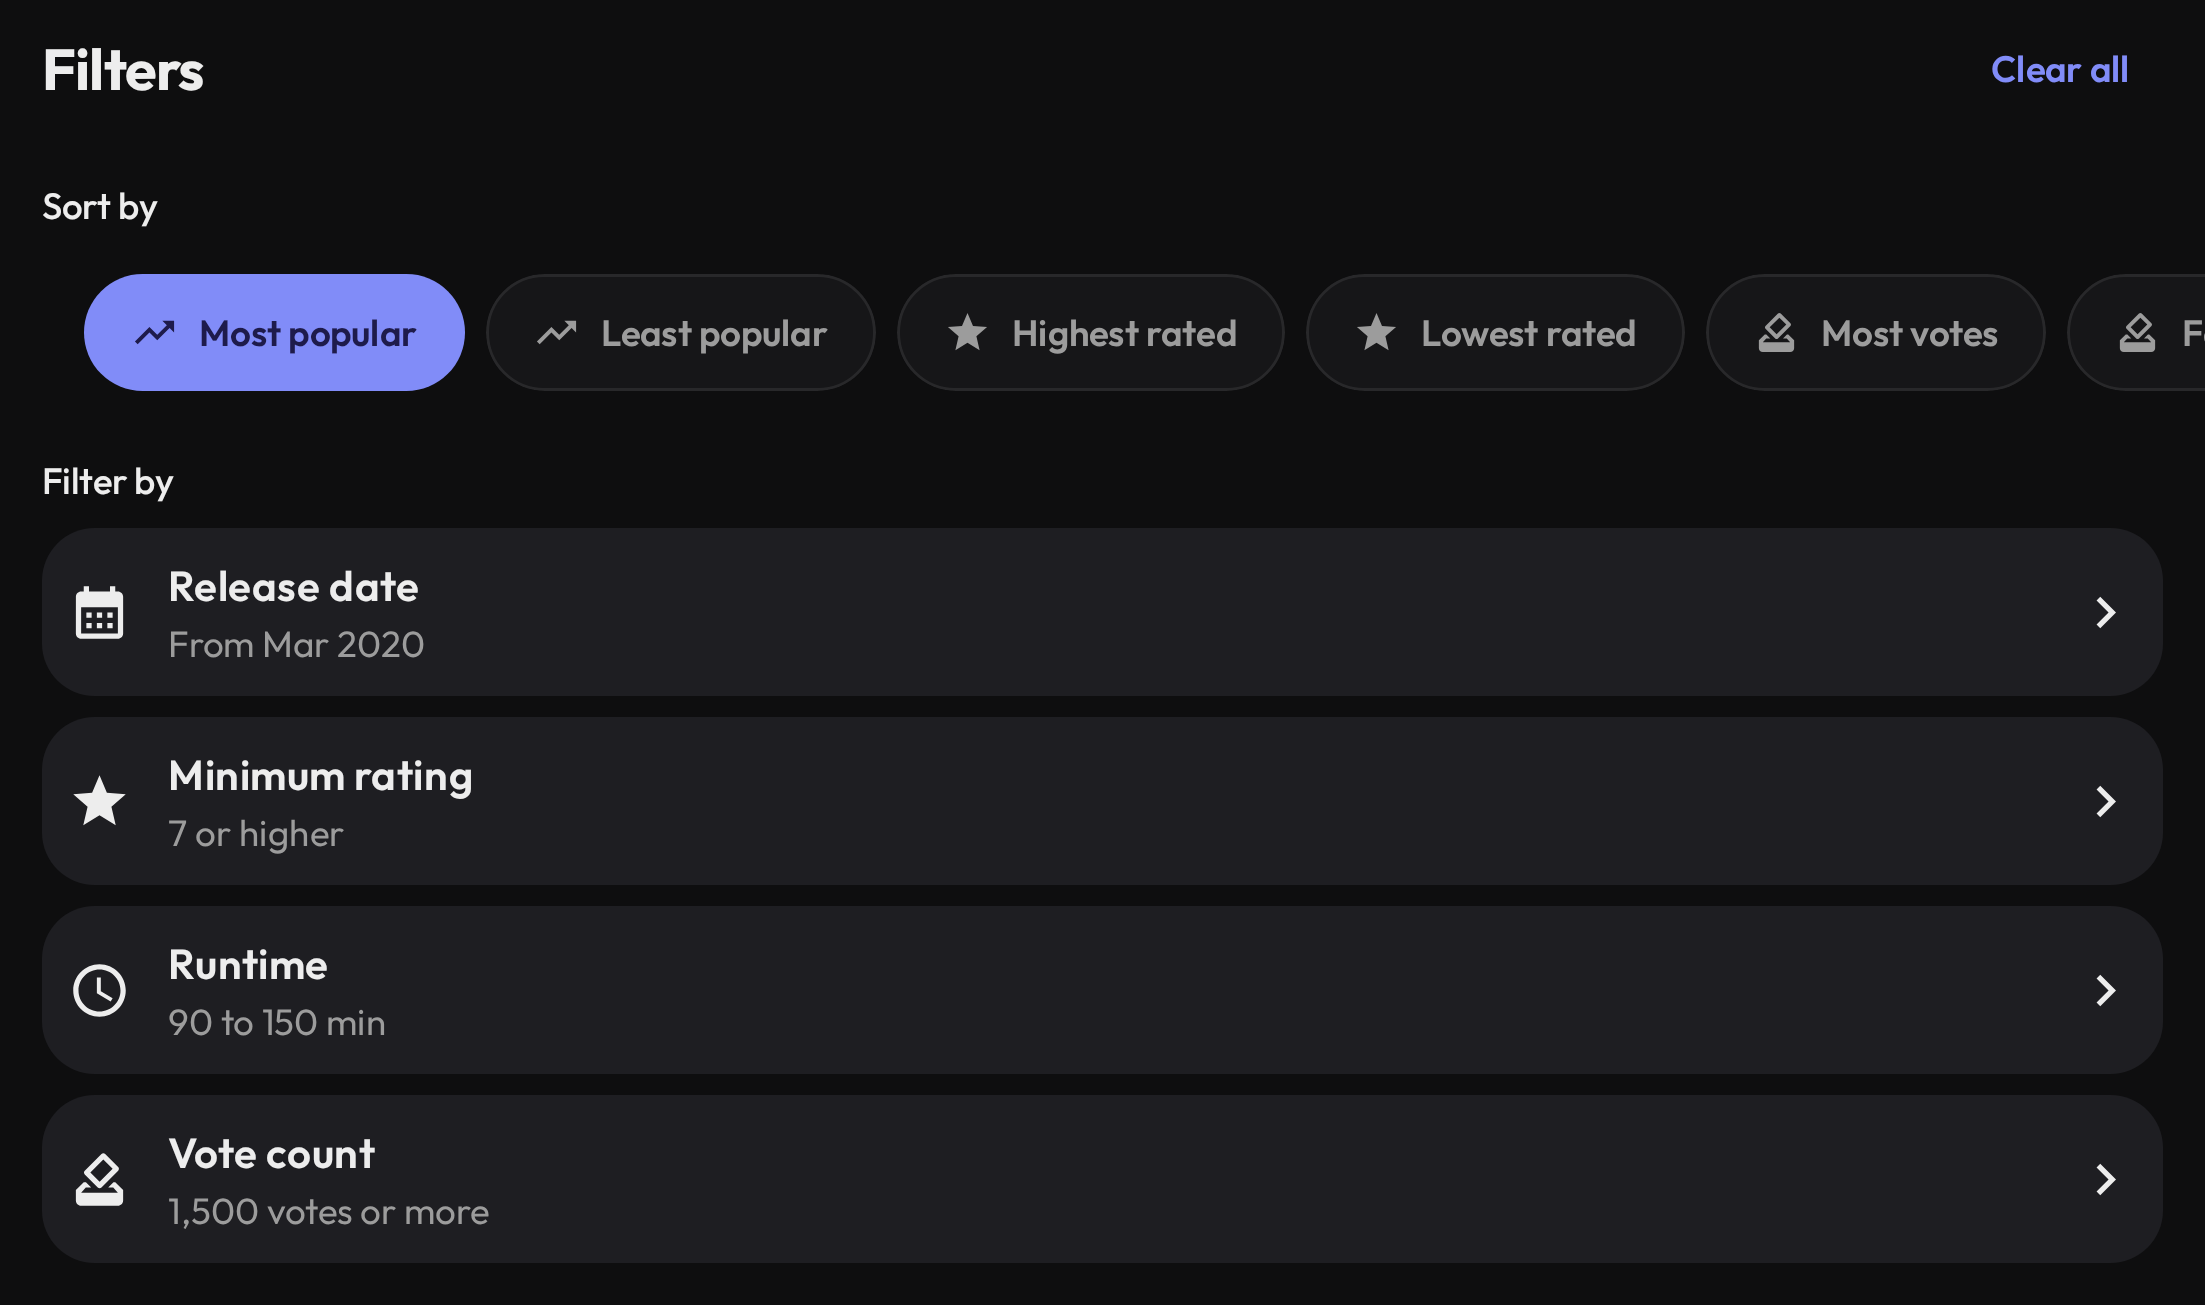 Filters
Clear all
Sort by
Most popular
Least popular
Highest rated
Lowest rated
Most votes
Filter by
Release date
From Mar 2020
Minimum rating
7 or higher
Runtime
90 to 150 min
Vote count
1,500 votes or more